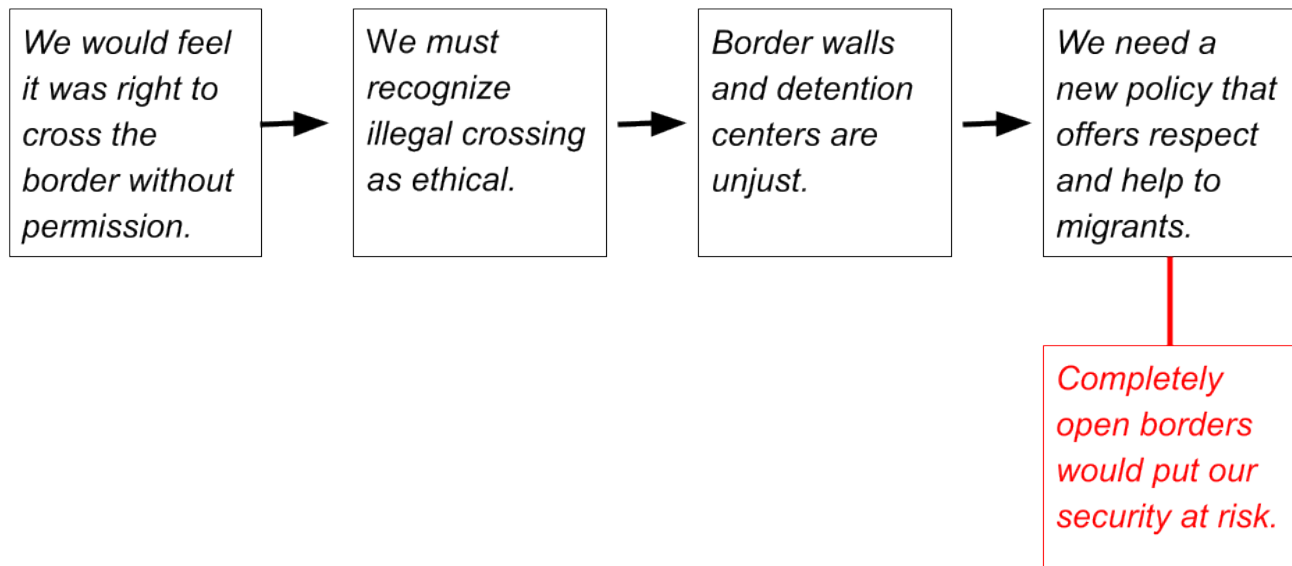 We would feel
it was right to
cross the
border without
permission.
We must
recognize
illegal crossing
as ethical.
Border walls
and detention
centers are
unjust.
We need a
new policy that
offers respect
and help to
migrants.
Completely
open borders
would put our
security at risk.